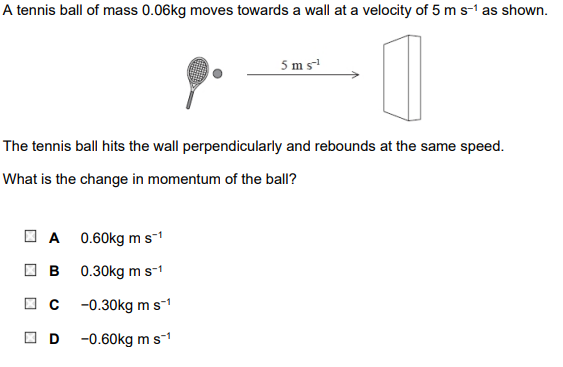 A tennis ball of mass 0.06kg moves towards a wall at a velocity of 5 m s⁻¹ as shown.
5 m s⁻¹
The tennis ball hits the wall perpendicularly and rebounds at the same speed.
What is the change in momentum of the ball?
A 0.60kg m s⁻¹
B 0.30kg m s⁻¹
C −0.30kg m s⁻¹
D −0.60kg m s⁻¹